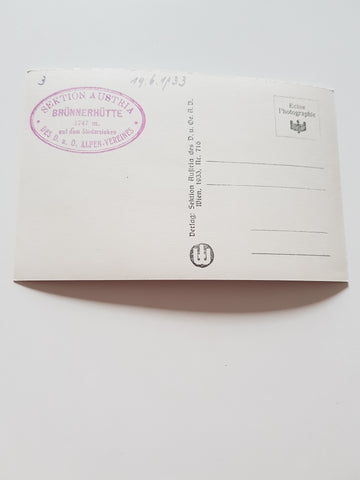 3
19.6.1933
SEKTION AUSTRIA
BRÜNNERHÜTTE
1747 m.
auf dem Stoderzinken
DES D. u. Ö. ALPEN-VEREINES
Verlag: Sektion Austria des D. u. Oe. A. V.
Wien, 1933, Nr. 716
Echte
Photographie